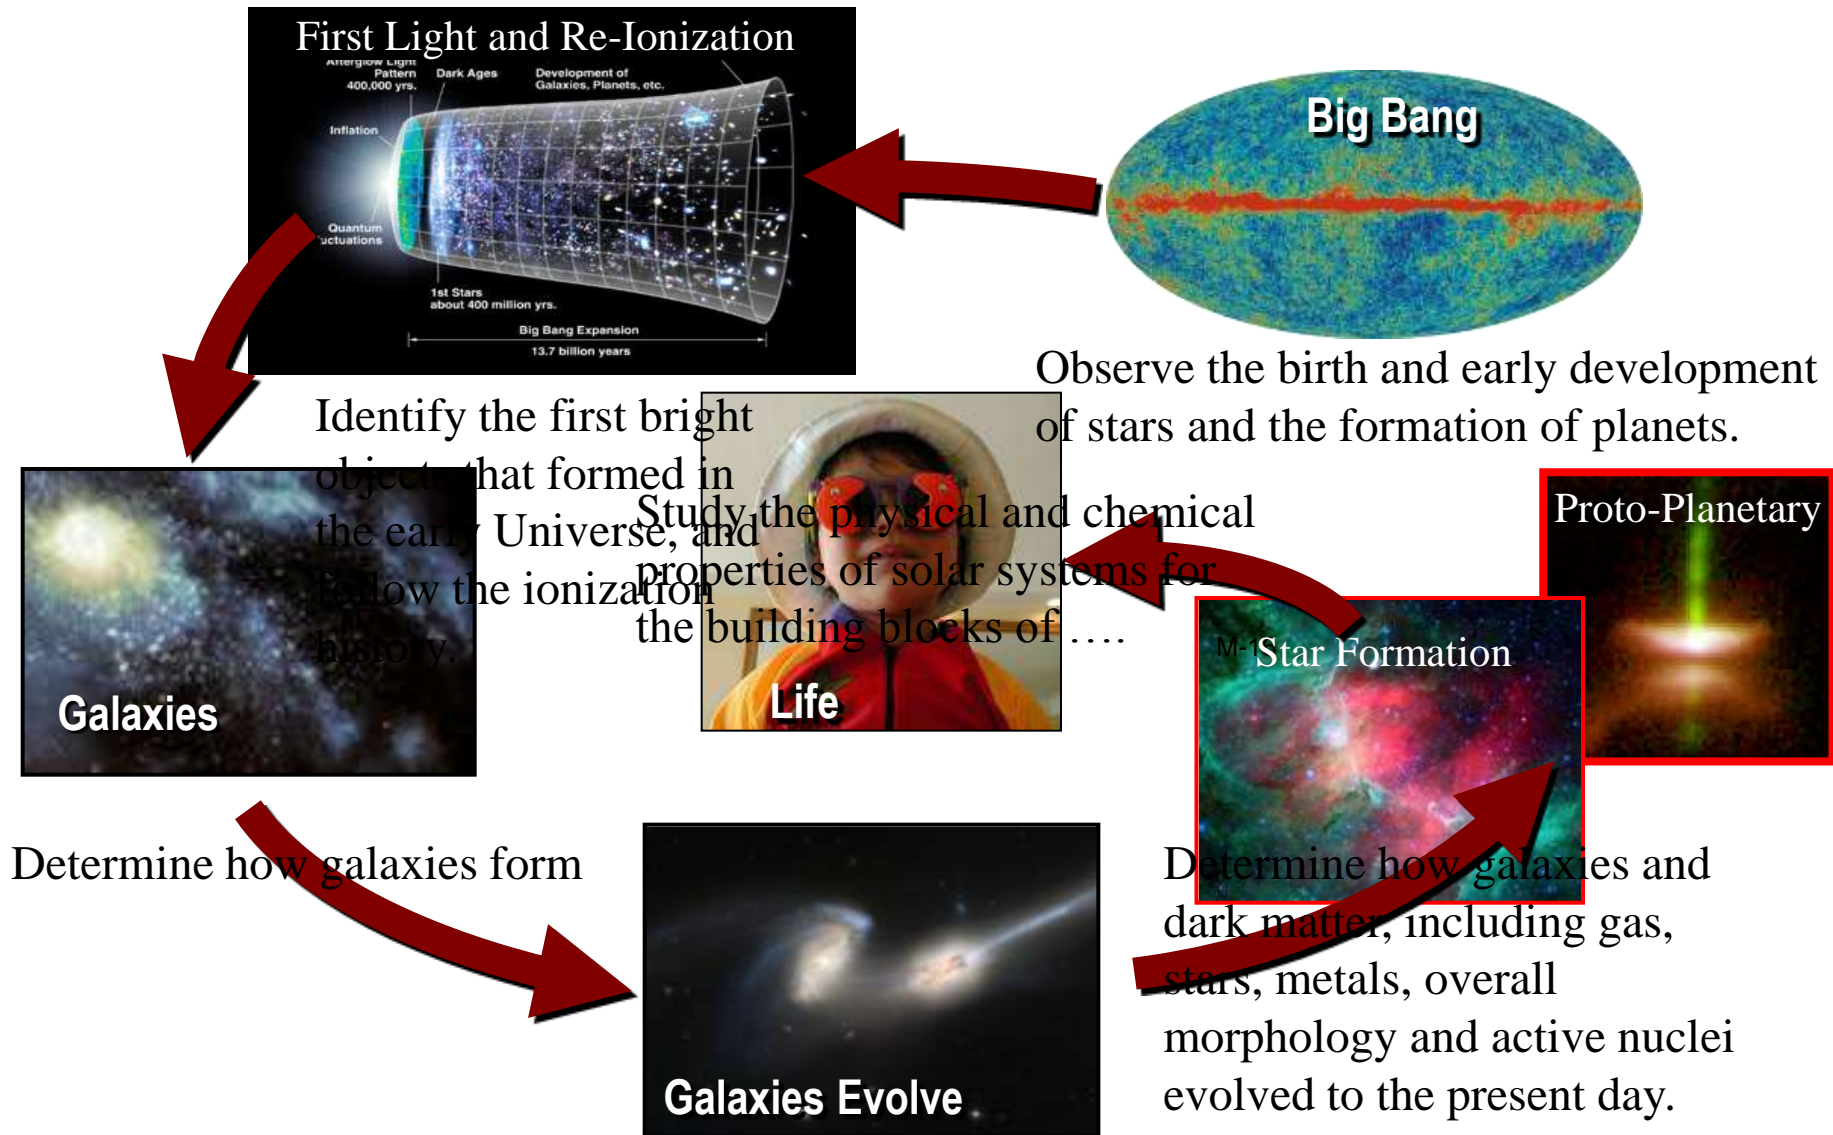 First Light and Re-Ionization
Afterglow Light
Pattern
400,000 yrs.
Dark Ages
Development of
Galaxies, Planets, etc.
Inflation
Quantum
1st Stars
about 400 million yrs.
Big Bang Expansion
13.7 billion years
Big Bang
Observe the birth and early development
of stars and the formation of planets.
Identify the first bright
objects that formed in
the early Universe, and
follow the ionization
history.
Study the physical and chemical
properties of solar systems for
the building blocks of ….
Life
Proto-Planetary
Star Formation
Galaxies
Determine how galaxies form
Galaxies Evolve
Determine how galaxies and
dark matter, including gas,
stars, metals, overall
morphology and active nuclei
evolved to the present day.